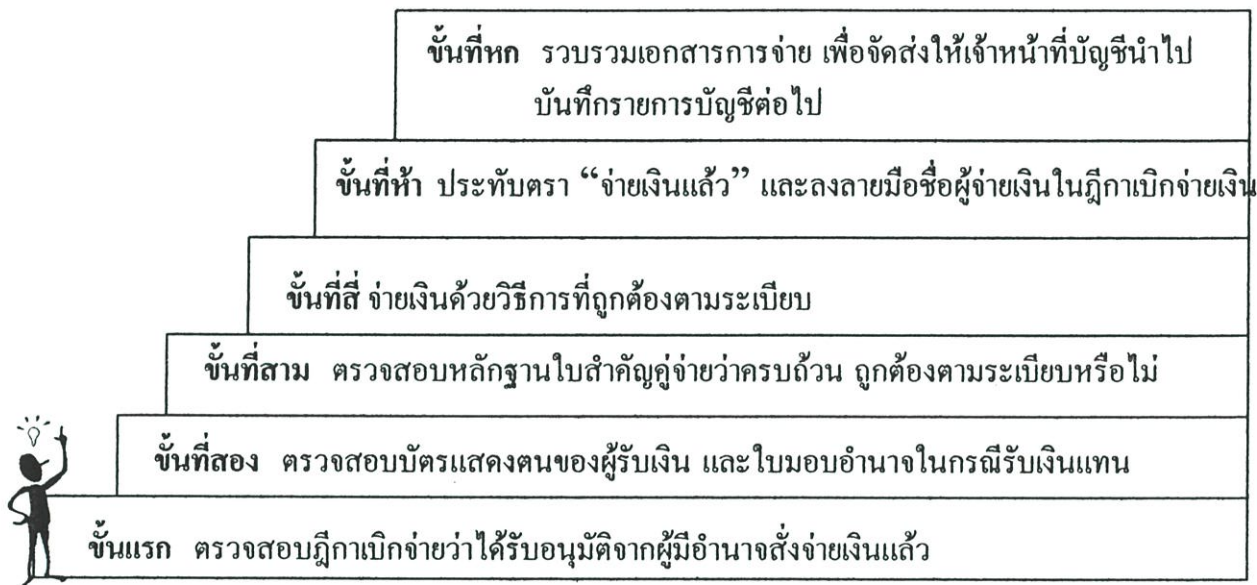 ขั้นที่หก รวบรวมเอกสารการจ่าย เพื่อจัดส่งให้เจ้าหน้าที่บัญชีนำไป
บันทึกรายการบัญชีต่อไป
ขั้นที่ห้า ประทับตรา “จ่ายเงินแล้ว” และลงลายมือชื่อผู้จ่ายเงินในฎีกาเบิกจ่ายเงิน
ขั้นที่สี่ จ่ายเงินด้วยวิธีการที่ถูกต้องตามระเบียบ
ขั้นที่สาม ตรวจสอบหลักฐานใบสำคัญคู่จ่ายว่าครบถ้วน ถูกต้องตามระเบียบหรือไม่
ขั้นที่สอง ตรวจสอบบัตรแสดงตนของผู้รับเงิน และใบมอบอำนาจในกรณีรับเงินแทน
ขั้นแรก ตรวจสอบฎีกาเบิกจ่ายว่าได้รับอนุมัติจากผู้มีอำนาจสั่งจ่ายเงินแล้ว